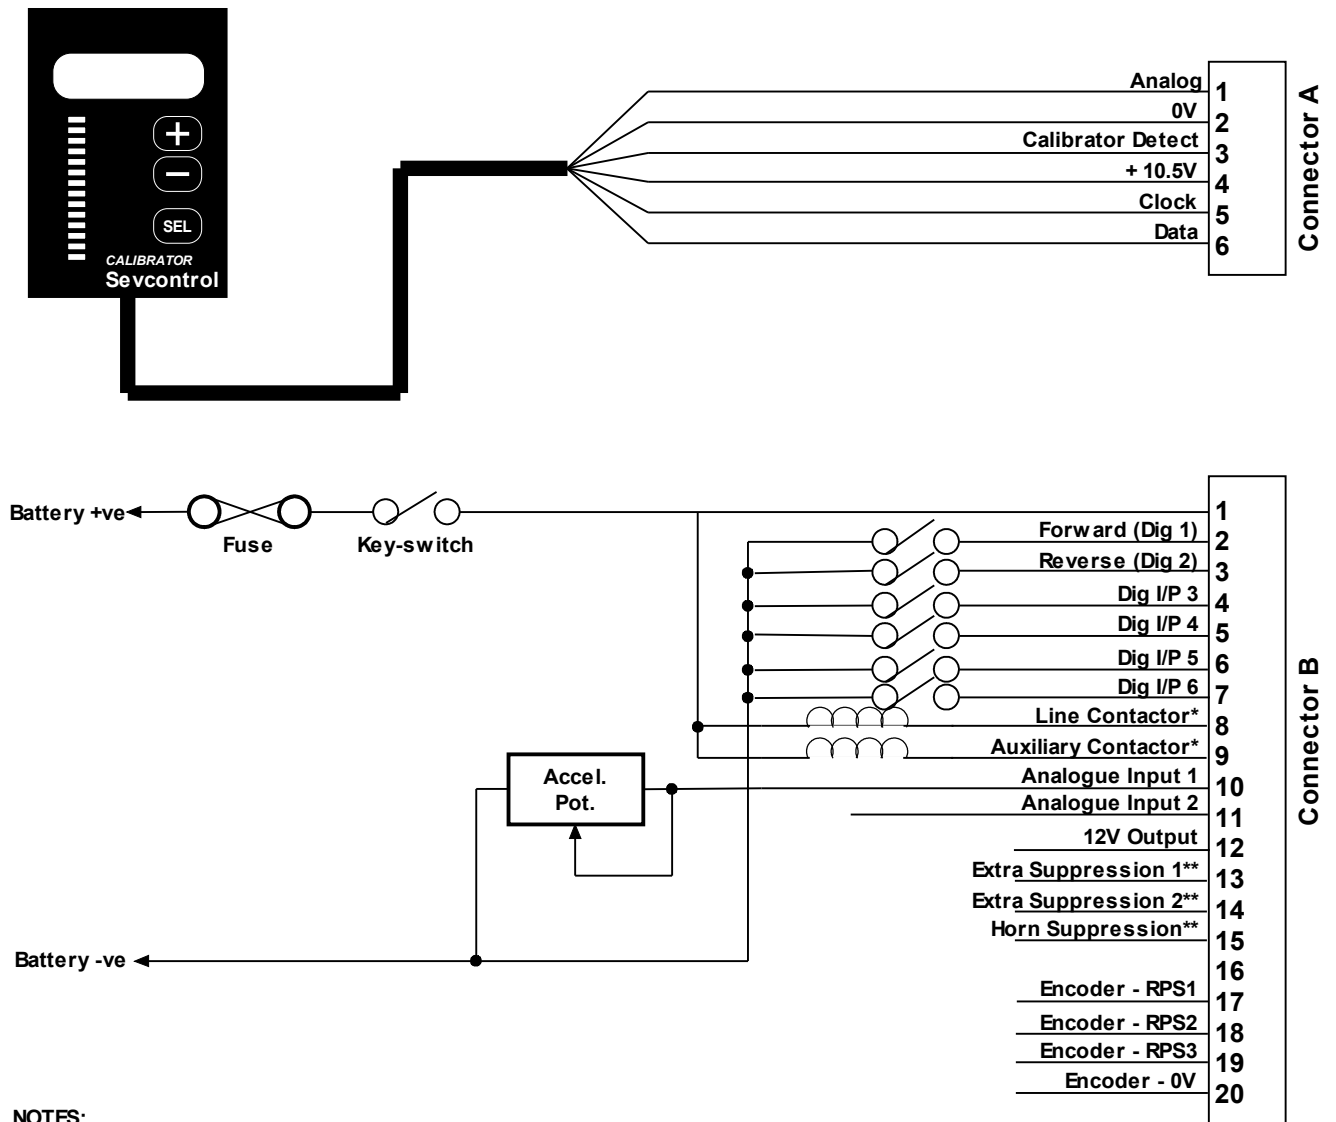 +
−
SEL
CALIBRATOR
Sevcontrol
Analog 1
0V 2
Calibrator Detect 3
+ 10.5V 4
Clock 5
Data 6
Connector A
Battery +ve
Fuse
Key-switch
1
Forward (Dig 1) 2
Reverse (Dig 2) 3
Dig I/P 3 4
Dig I/P 4 5
Dig I/P 5 6
Dig I/P 6 7
Line Contactor* 8
Auxiliary Contactor* 9
Accel.
Pot.
Analogue Input 1 10
Analogue Input 2 11
12V Output 12
Extra Suppression 1** 13
Extra Suppression 2** 14
Horn Suppression** 15
Battery -ve
16
Encoder - RPS1 17
Encoder - RPS2 18
Encoder - RPS3 19
Encoder - 0V 20
Connector B
NOTES: